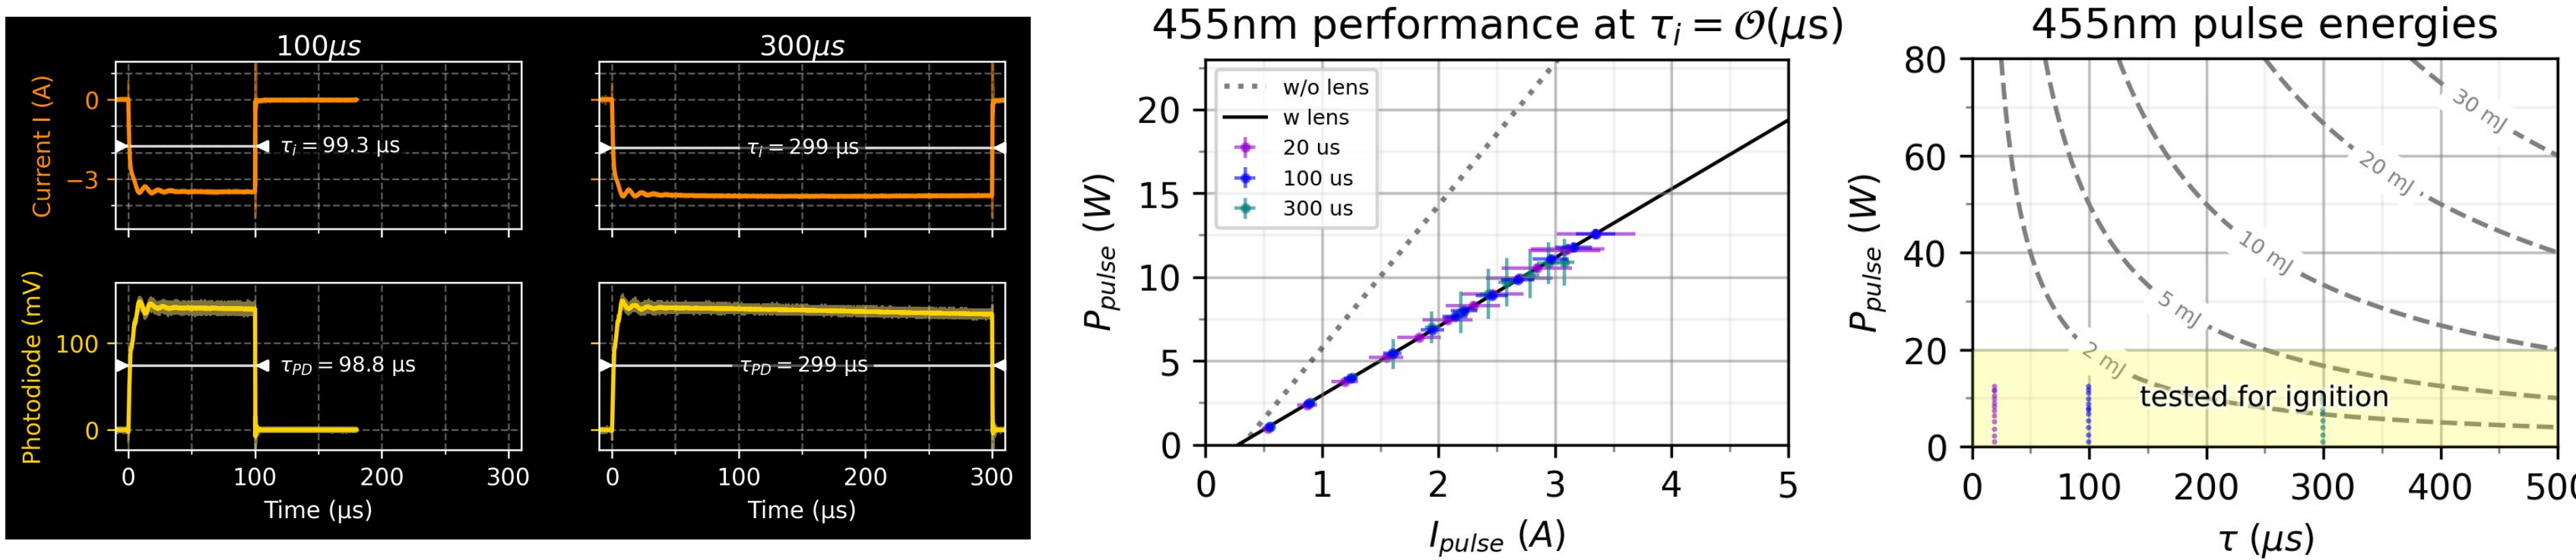 100μs
300μs
Current I (A)
0
−3
τi = 99.3 μs
τi = 299 μs
Photodiode (mV)
100
0
τPD = 98.8 μs
τPD = 299 μs
0 100 200 300
0 100 200 300
Time (μs)
Time (μs)
455nm performance at τi = 𝒪(μs)
w/o lens
w lens
20 us
100 us
300 us
Ppulse (W)
20
15
10
5
0
0 1 2 3 4 5
Ipulse (A)
455nm pulse energies
Ppulse (W)
80
60
40
20
0
30 mJ
20 mJ
10 mJ
5 mJ
2 mJ
tested for ignition
0 100 200 300 400 500
τ (μs)